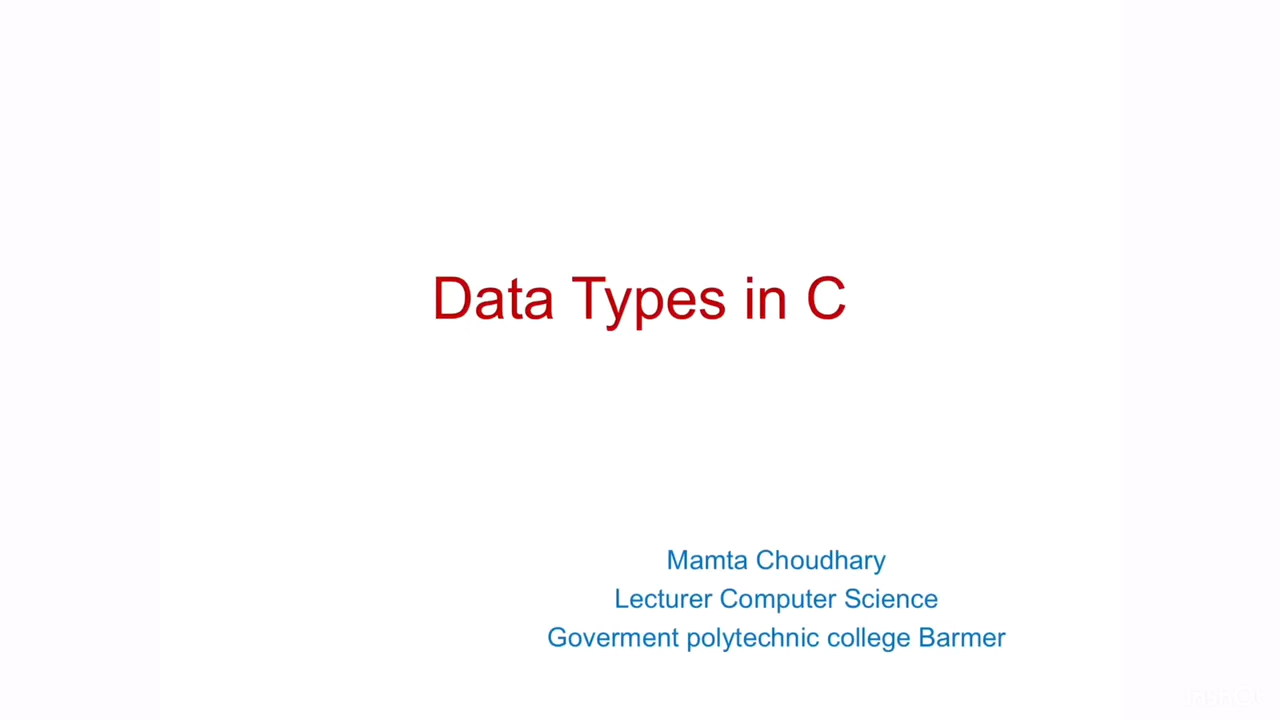 Data Types in C
Mamta Choudhary
Lecturer Computer Science
Goverment polytechnic college Barmer